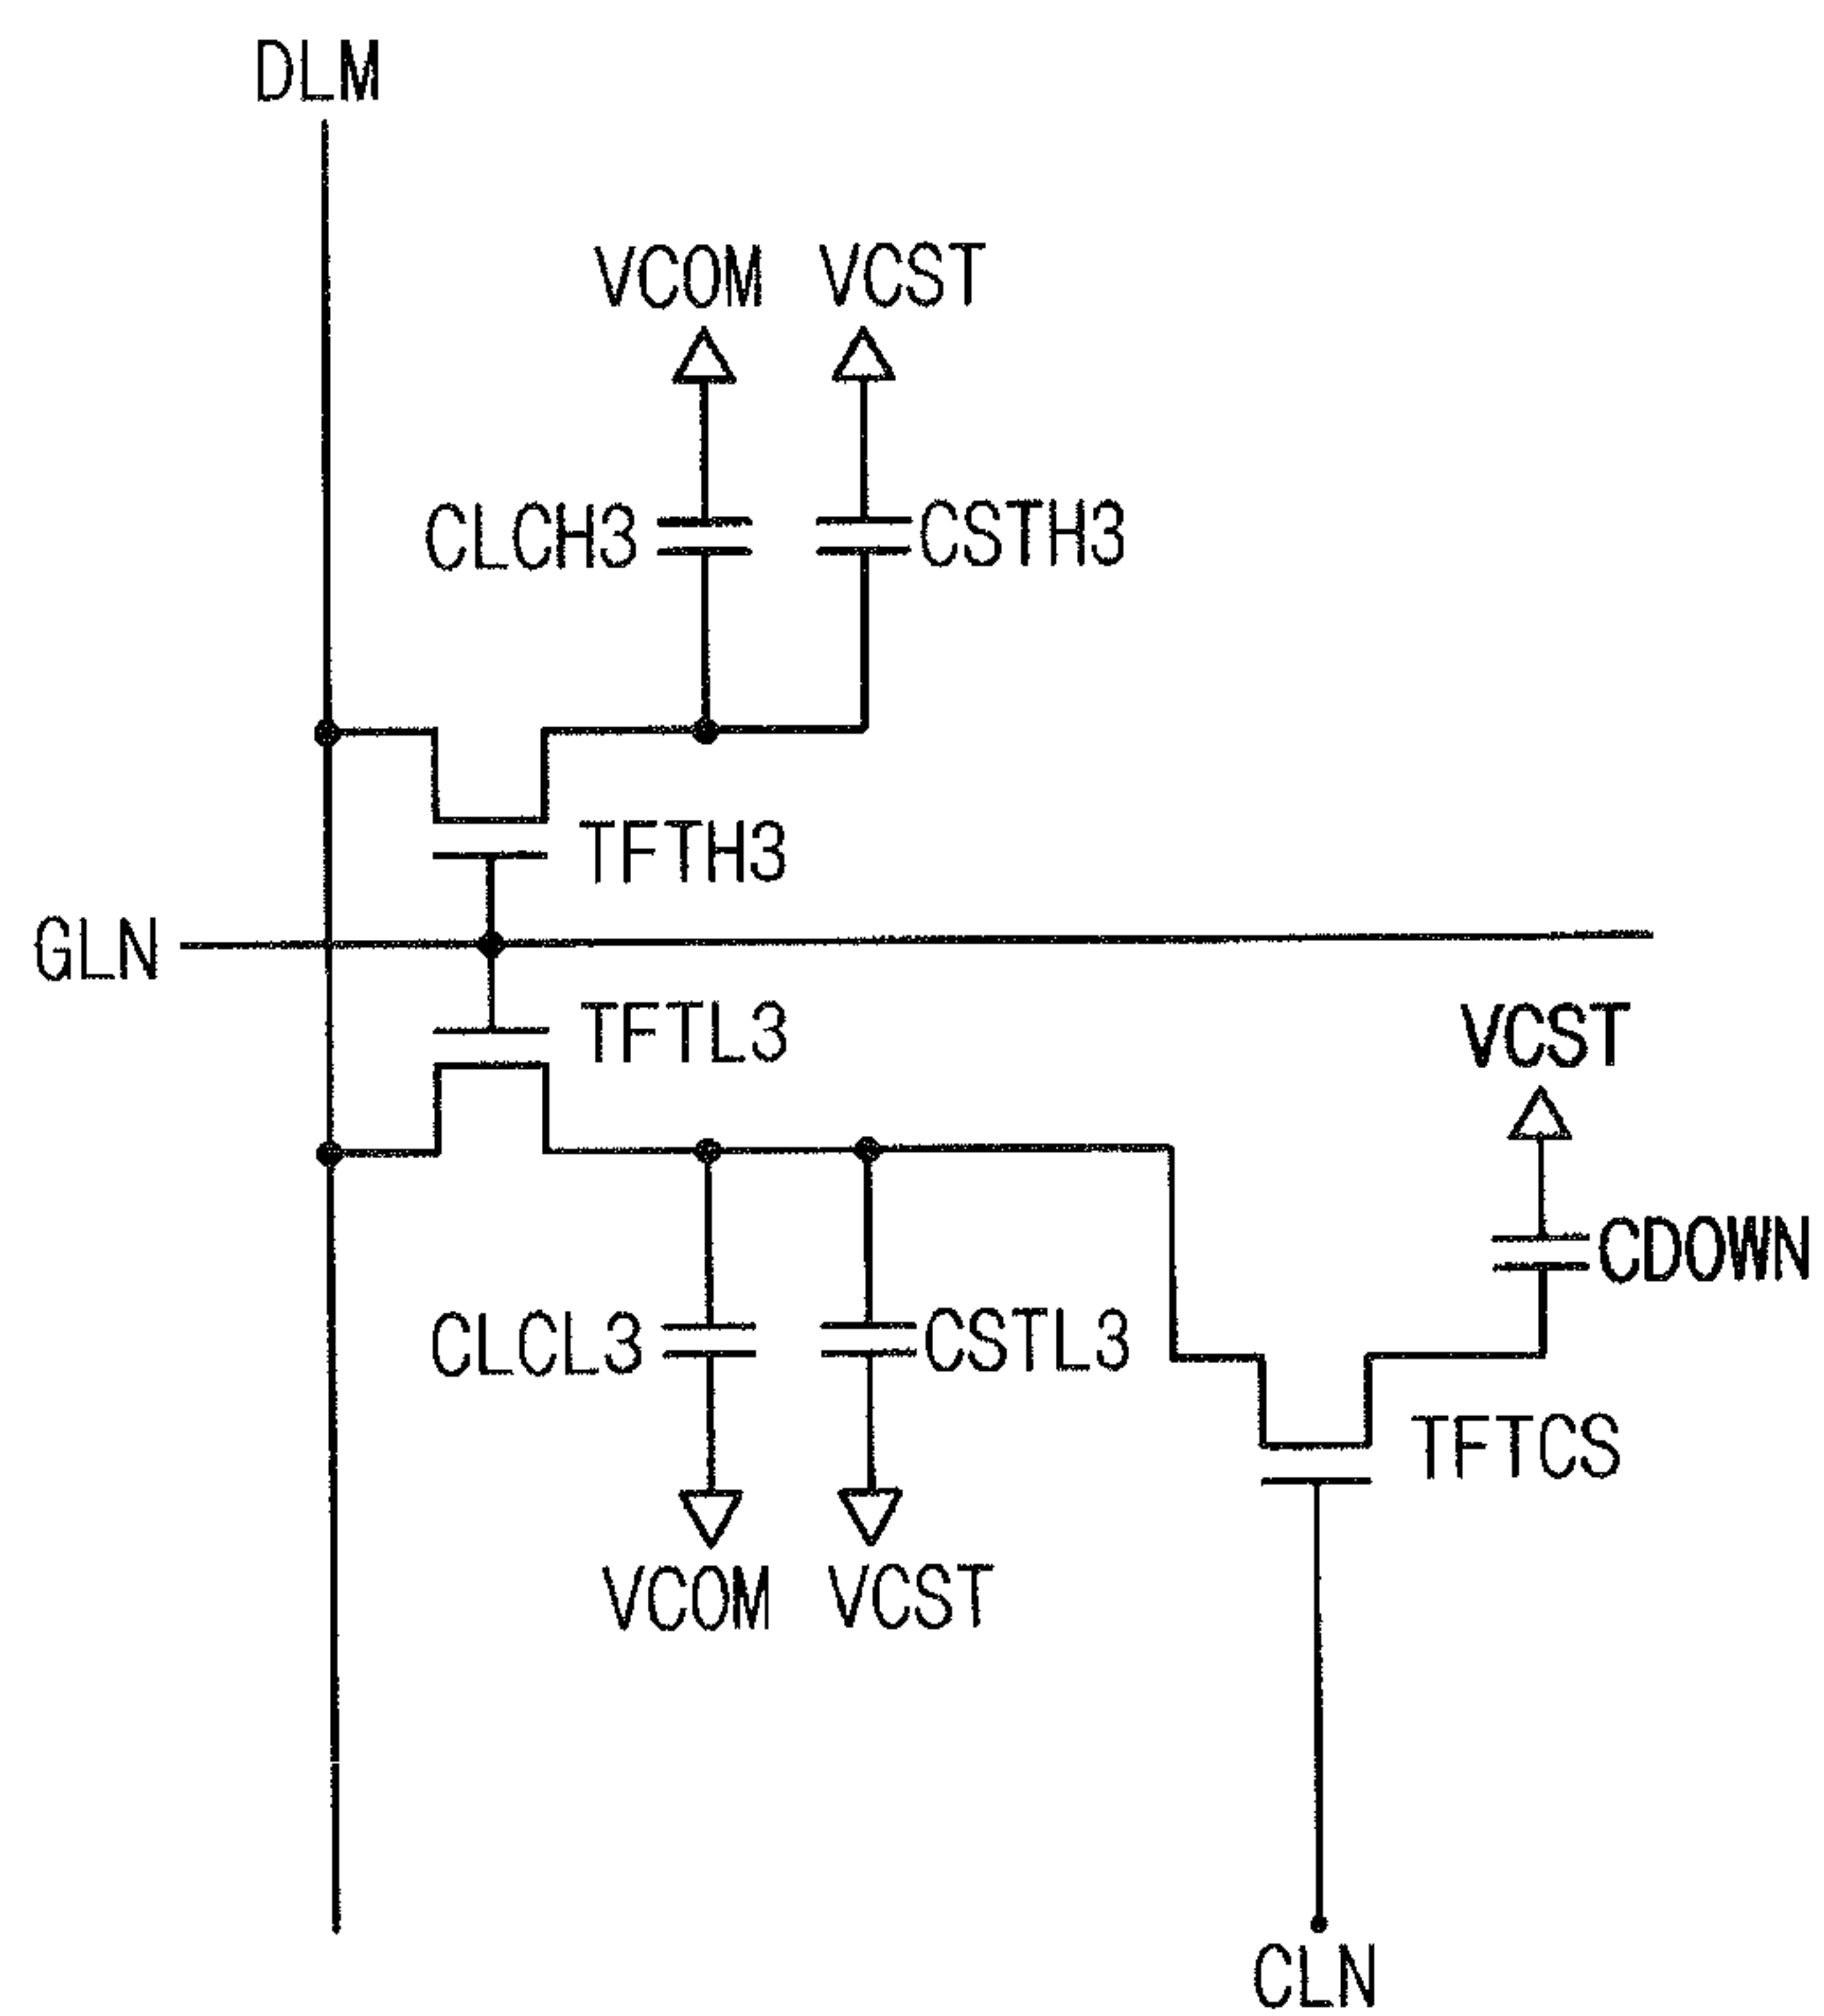 DLM
VCOM VCST
CLCH3 CSTH3
TFTH3
GLN
TFTL3
VCST
CDOWN
CLCL3 CSTL3
TFTCS
VCOM VCST
CLN